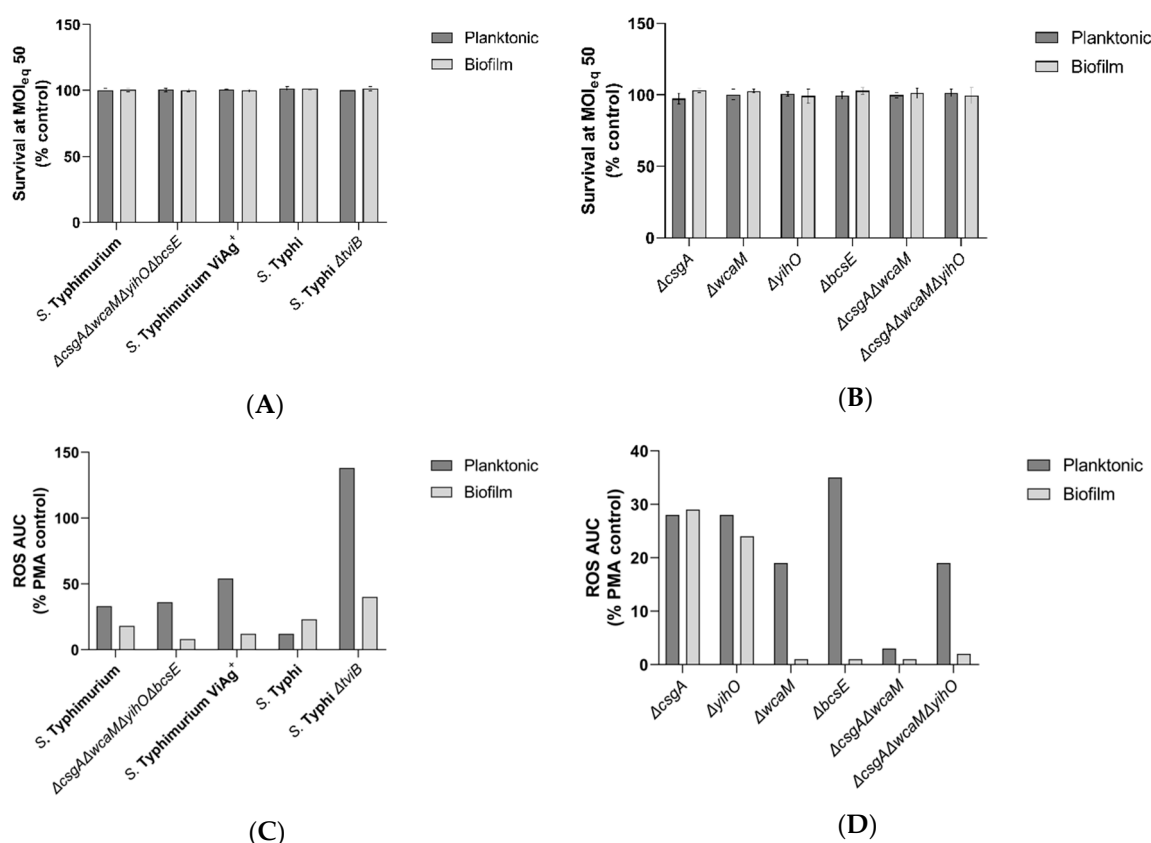 Survival at MOIeq 50
(% control)
150
100
50
0
Planktonic
Biofilm
S. Typhimurium
ΔcsgAΔwcaMΔyihOΔbcsE
S. Typhimurium ViAg+
S. Typhi
S. Typhi ΔtviB
(A)
Survival at MOIeq 50
(% control)
150
100
50
0
Planktonic
Biofilm
ΔcsgA
ΔwcaM
ΔyihO
ΔbcsE
ΔcsgAΔwcaM
ΔcsgAΔwcaMΔyihO
(B)
ROS AUC
(% PMA control)
150
100
50
0
Planktonic
Biofilm
S. Typhimurium
ΔcsgAΔwcaMΔyihOΔbcsE
S. Typhimurium ViAg+
S. Typhi
S. Typhi ΔtviB
(C)
ROS AUC
(% PMA control)
40
30
20
10
0
Planktonic
Biofilm
ΔcsgA
ΔyihO
ΔwcaM
ΔbcsE
ΔcsgAΔwcaM
ΔcsgAΔwcaMΔyihO
(D)